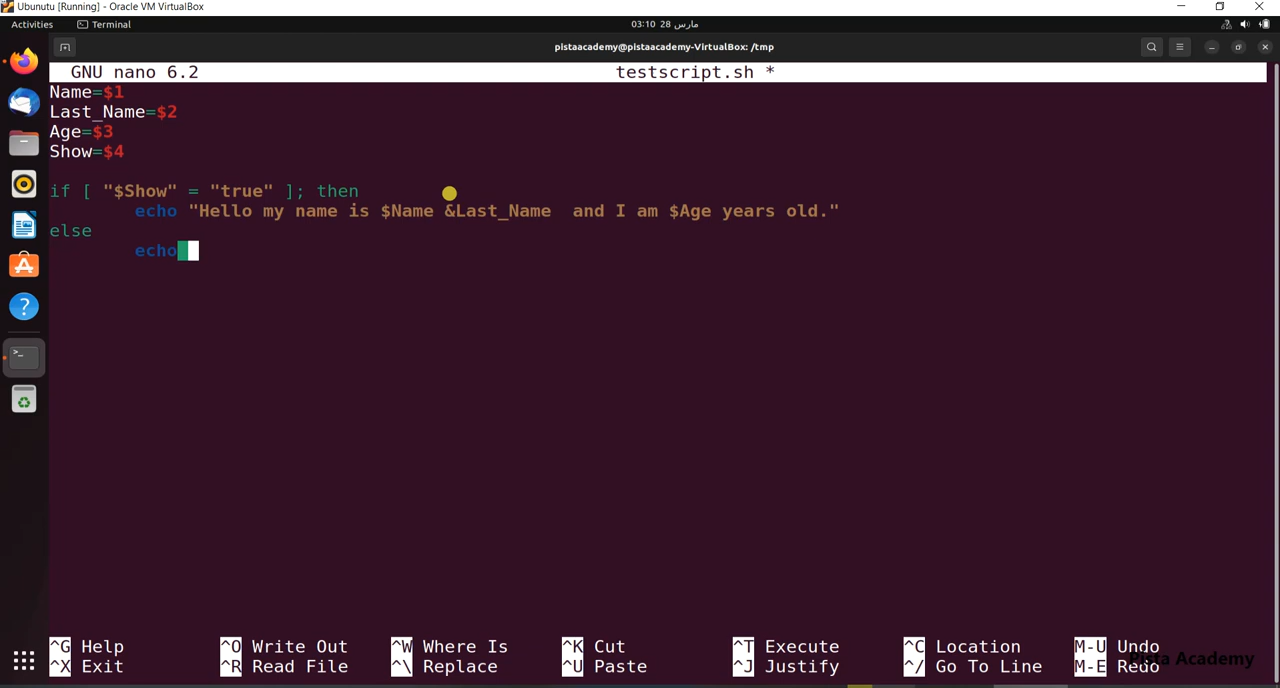 Ubunutu [Running] - Oracle VM VirtualBox
Activities Terminal 03:10 28 مارس
pistaacademy@pistaacademy-VirtualBox: /tmp
GNU nano 6.2 testscript.sh *
Name=$1
Last_Name=$2
Age=$3
Show=$4
if [ "$Show" = "true" ]; then
echo "Hello my name is $Name &Last_Name  and I am $Age years old."
else
echo
^G Help ^O Write Out ^W Where Is ^K Cut ^T Execute ^C Location M-U Undo
^X Exit ^R Read File ^\ Replace ^U Paste ^J Justify ^/ Go To Line M-E Redo
Pista Academy